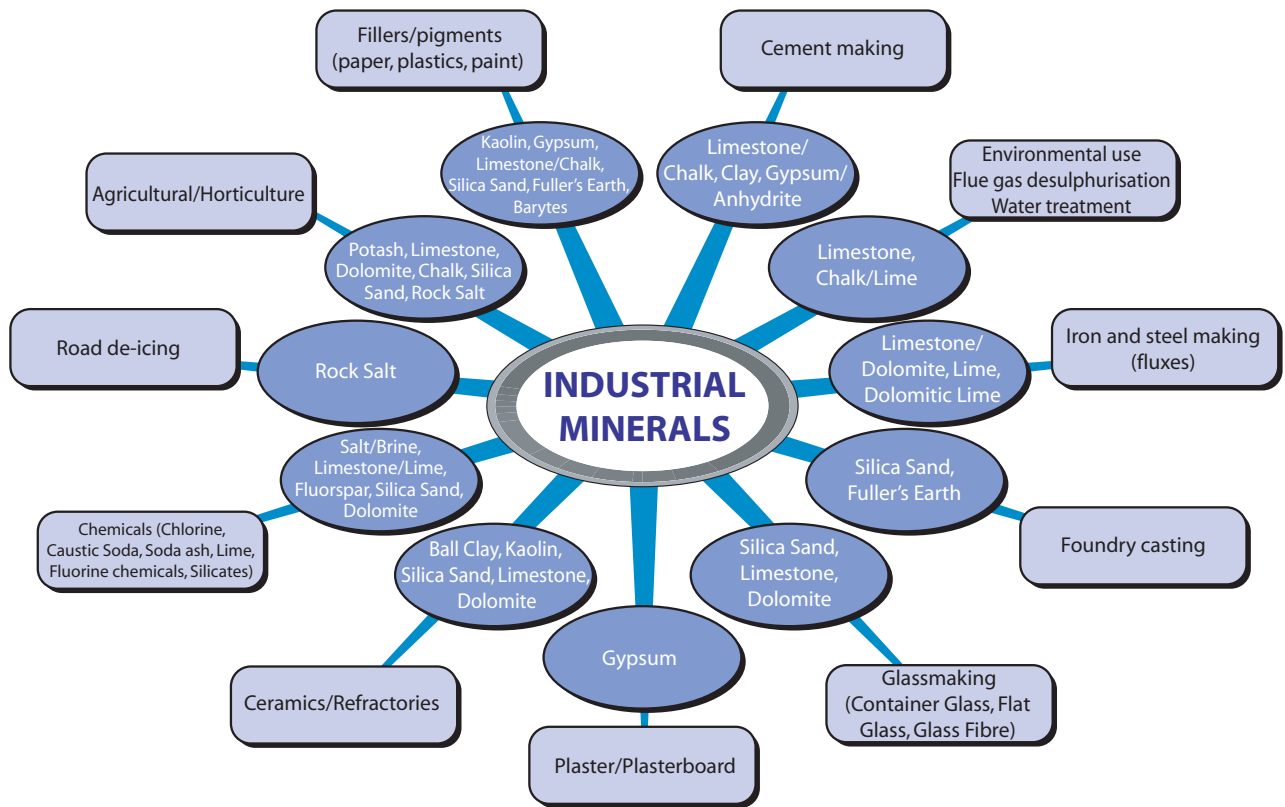 Fillers/pigments
(paper, plastics, paint)
Cement making
Kaolin, Gypsum,
Limestone/Chalk,
Silica Sand, Fuller's Earth,
Barytes
Limestone/
Chalk, Clay, Gypsum/
Anhydrite
Environmental use
Flue gas desulphurisation
Water treatment
Agricultural/Horticulture
Potash, Limestone,
Dolomite, Chalk, Silica
Sand, Rock Salt
Limestone,
Chalk/Lime
Road de-icing
Rock Salt
INDUSTRIAL
MINERALS
Limestone/
Dolomite, Lime,
Dolomitic Lime
Iron and steel making
(fluxes)
Salt/Brine,
Limestone/Lime,
Fluorspar, Silica Sand,
Dolomite
Silica Sand,
Fuller's Earth
Chemicals (Chlorine,
Caustic Soda, Soda ash, Lime,
Fluorine chemicals, Silicates)
Ball Clay, Kaolin,
Silica Sand, Limestone,
Dolomite
Silica Sand,
Limestone,
Dolomite
Foundry casting
Gypsum
Ceramics/Refractories
Glassmaking
(Container Glass, Flat
Glass, Glass Fibre)
Plaster/Plasterboard